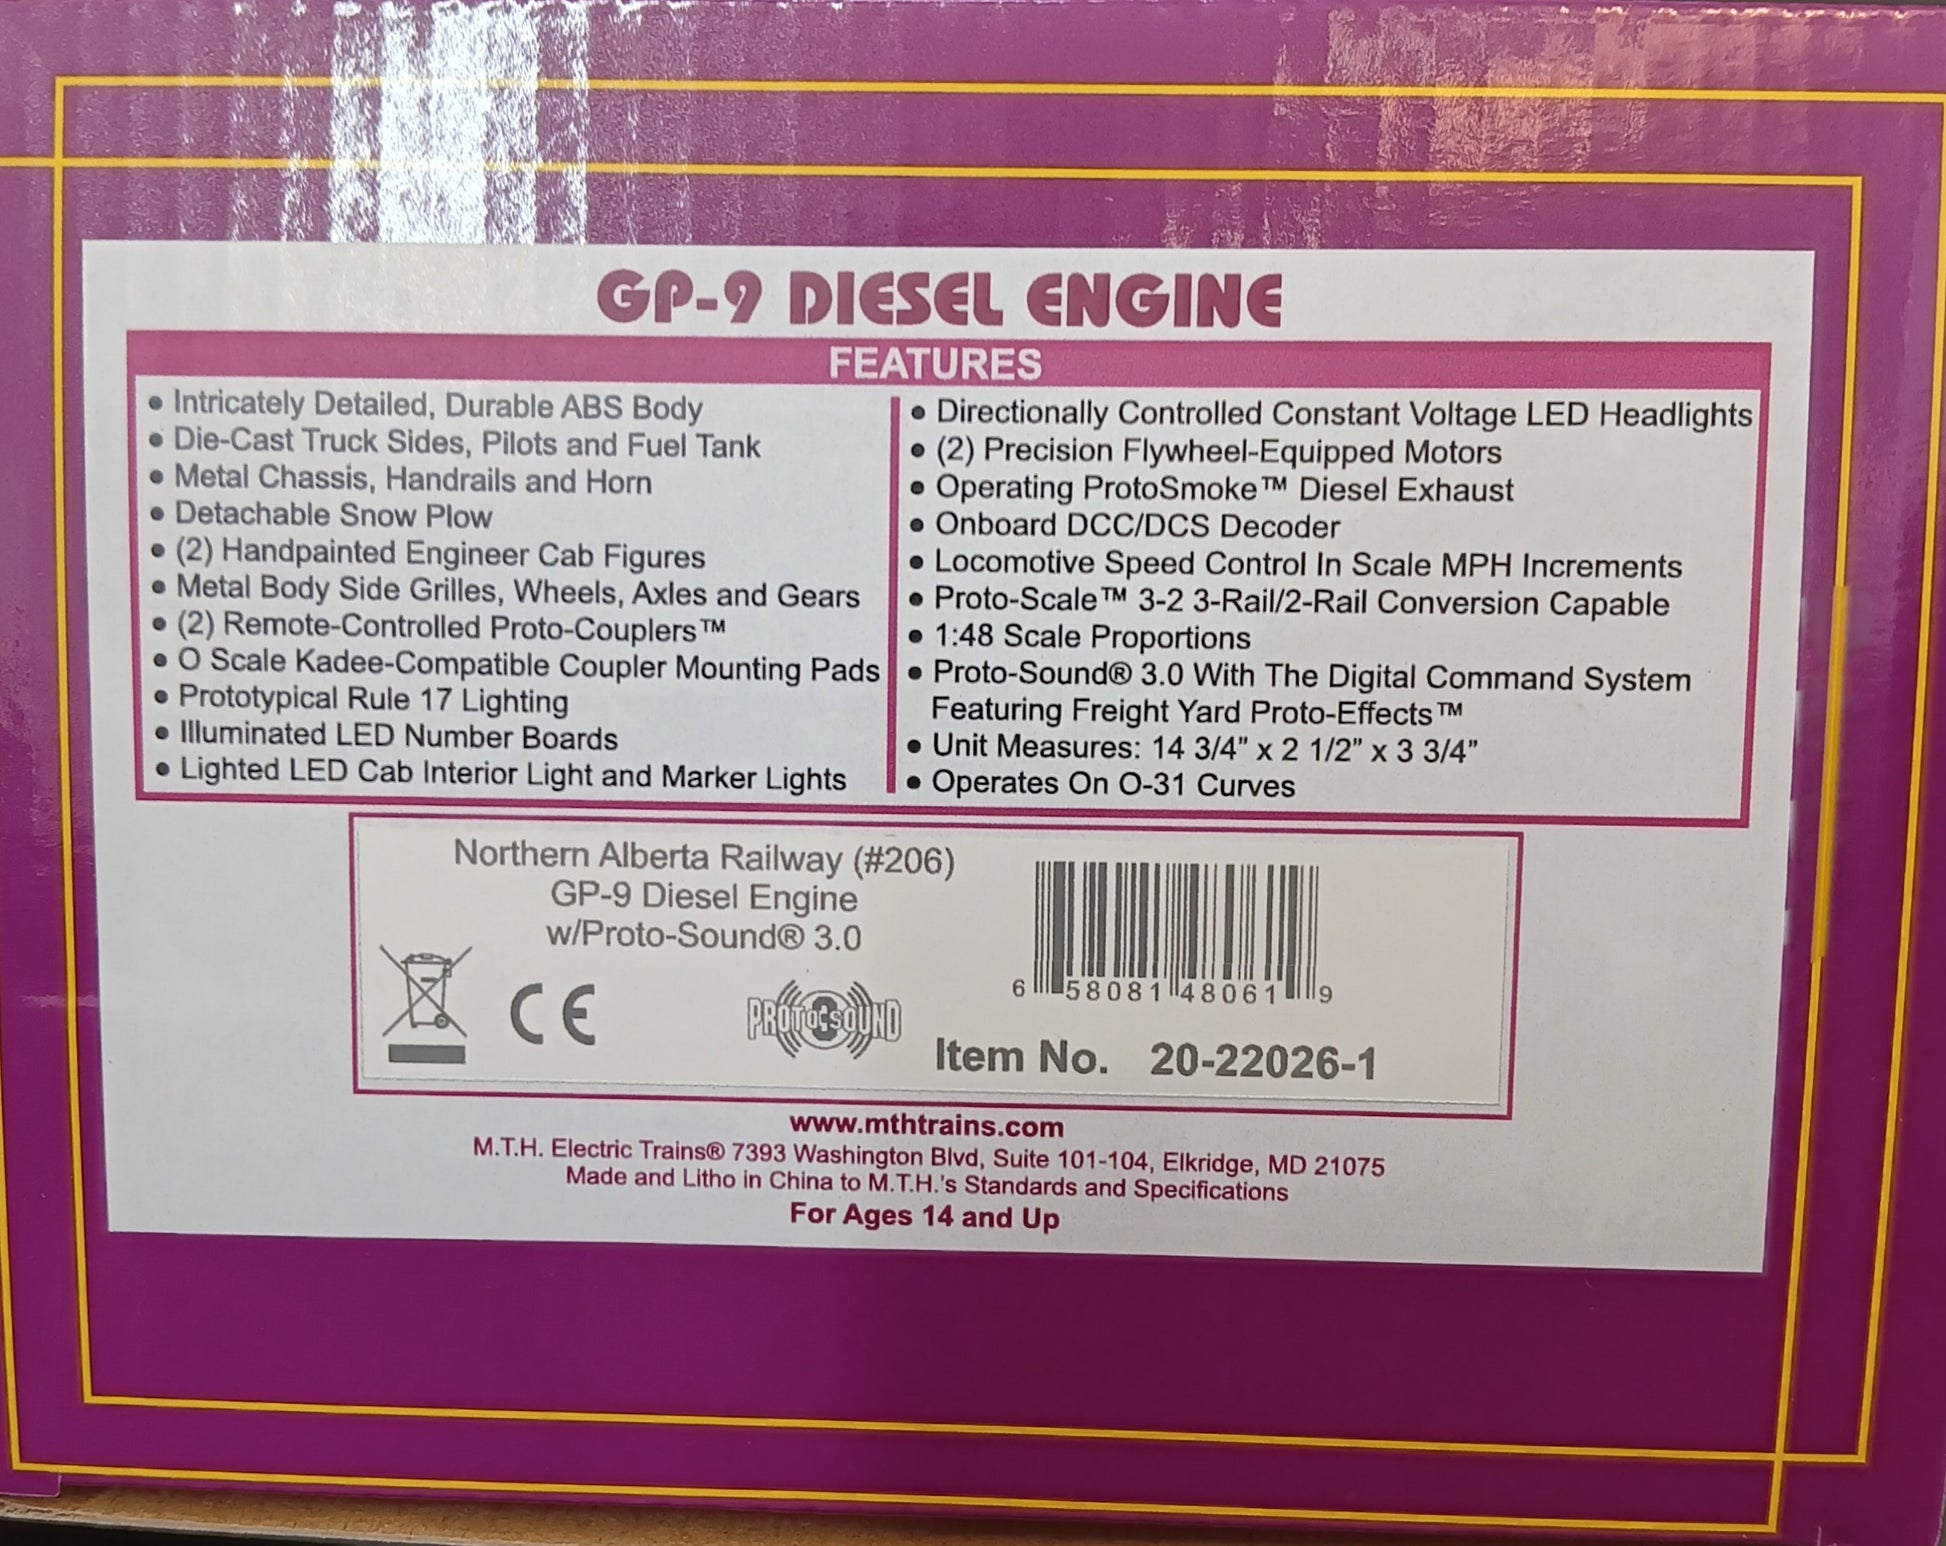 GP-9 DIESEL ENGINE
FEATURES
• Intricately Detailed, Durable ABS Body
• Die-Cast Truck Sides, Pilots and Fuel Tank
• Metal Chassis, Handrails and Horn
• Detachable Snow Plow
• (2) Handpainted Engineer Cab Figures
• Metal Body Side Grilles, Wheels, Axles and Gears
• (2) Remote-Controlled Proto-Couplers™
• O Scale Kadee-Compatible Coupler Mounting Pads
• Prototypical Rule 17 Lighting
• Illuminated LED Number Boards
• Lighted LED Cab Interior Light and Marker Lights
• Directionally Controlled Constant Voltage LED Headlights
• (2) Precision Flywheel-Equipped Motors
• Operating ProtoSmoke™ Diesel Exhaust
• Onboard DCC/DCS Decoder
• Locomotive Speed Control In Scale MPH Increments
• Proto-Scale™ 3-2 3-Rail/2-Rail Conversion Capable
• 1:48 Scale Proportions
• Proto-Sound® 3.0 With The Digital Command System
Featuring Freight Yard Proto-Effects™
• Unit Measures: 14 3/4” x 2 1/2” x 3 3/4”
• Operates On O-31 Curves
Northern Alberta Railway (#206)
GP-9 Diesel Engine
w/Proto-Sound® 3.0
CE
PROTO 3 SOUND
6 58081 48061 9
Item No. 20-22026-1
www.mthtrains.com
M.T.H. Electric Trains® 7393 Washington Blvd, Suite 101-104, Elkridge, MD 21075
Made and Litho in China to M.T.H.'s Standards and Specifications
For Ages 14 and Up